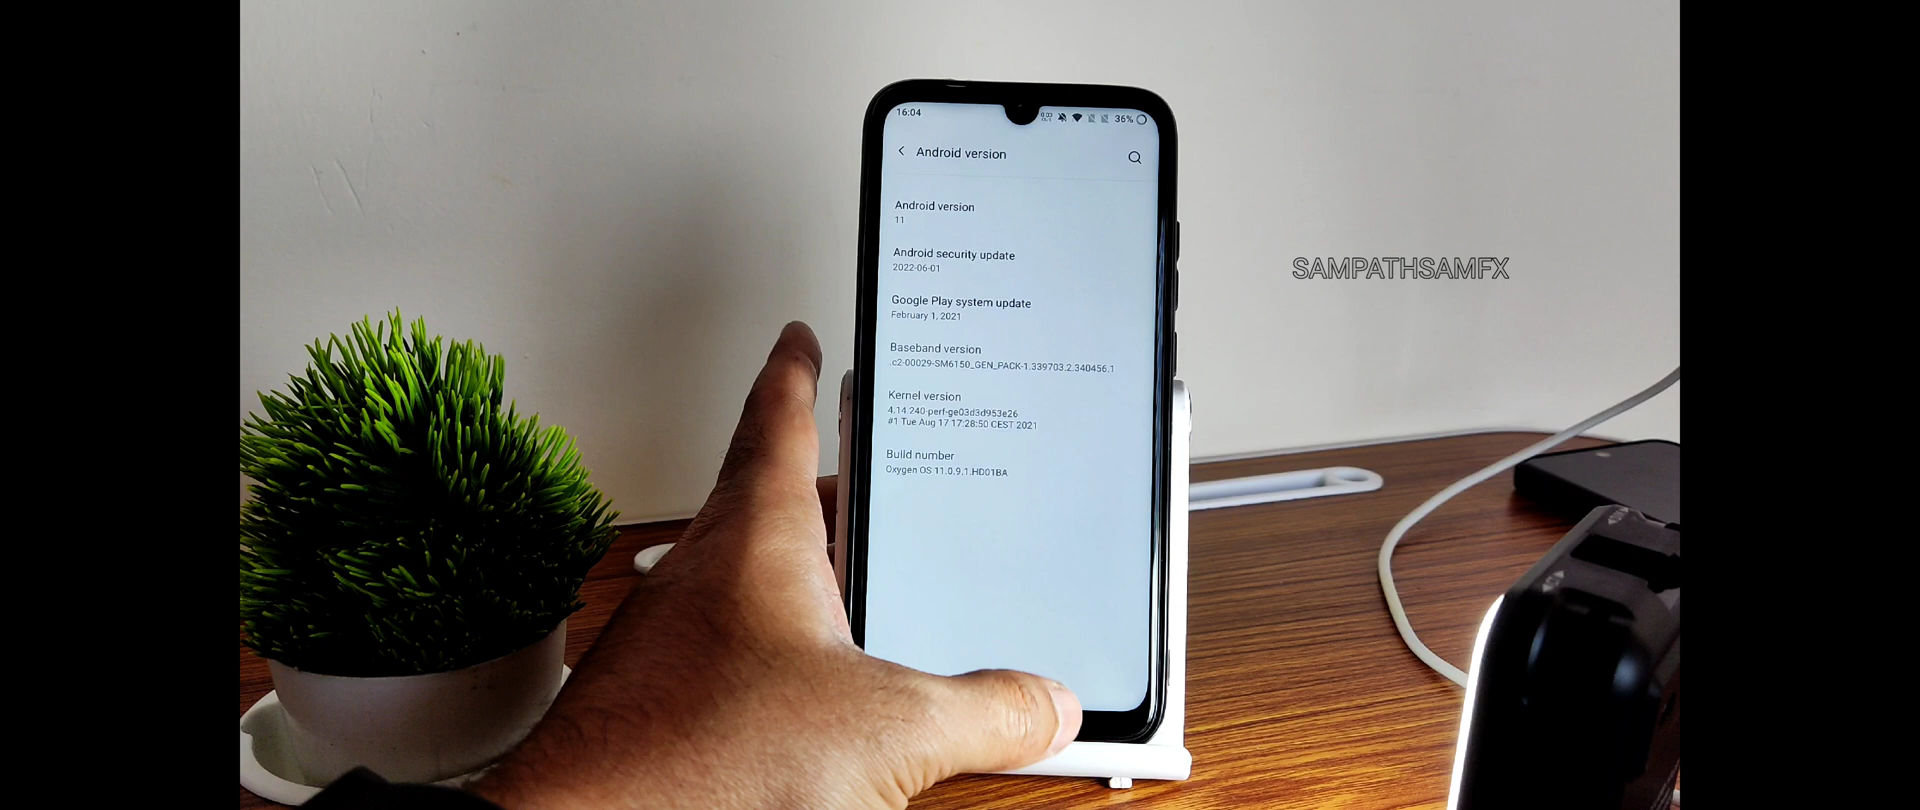 16:04
36%
Android version
Android version
11
Android security update
2022-06-01
Google Play system update
February 1, 2021
Baseband version
.c2-00029-SM6150_GEN_PACK-1.339703.2.340456.1
Kernel version
4.14.240-perf-ge03d3d953e26
#1 Tue Aug 17 17:28:50 CEST 2021
Build number
Oxygen OS 11.0.9.1.HD01BA
SAMPATHSAMFX